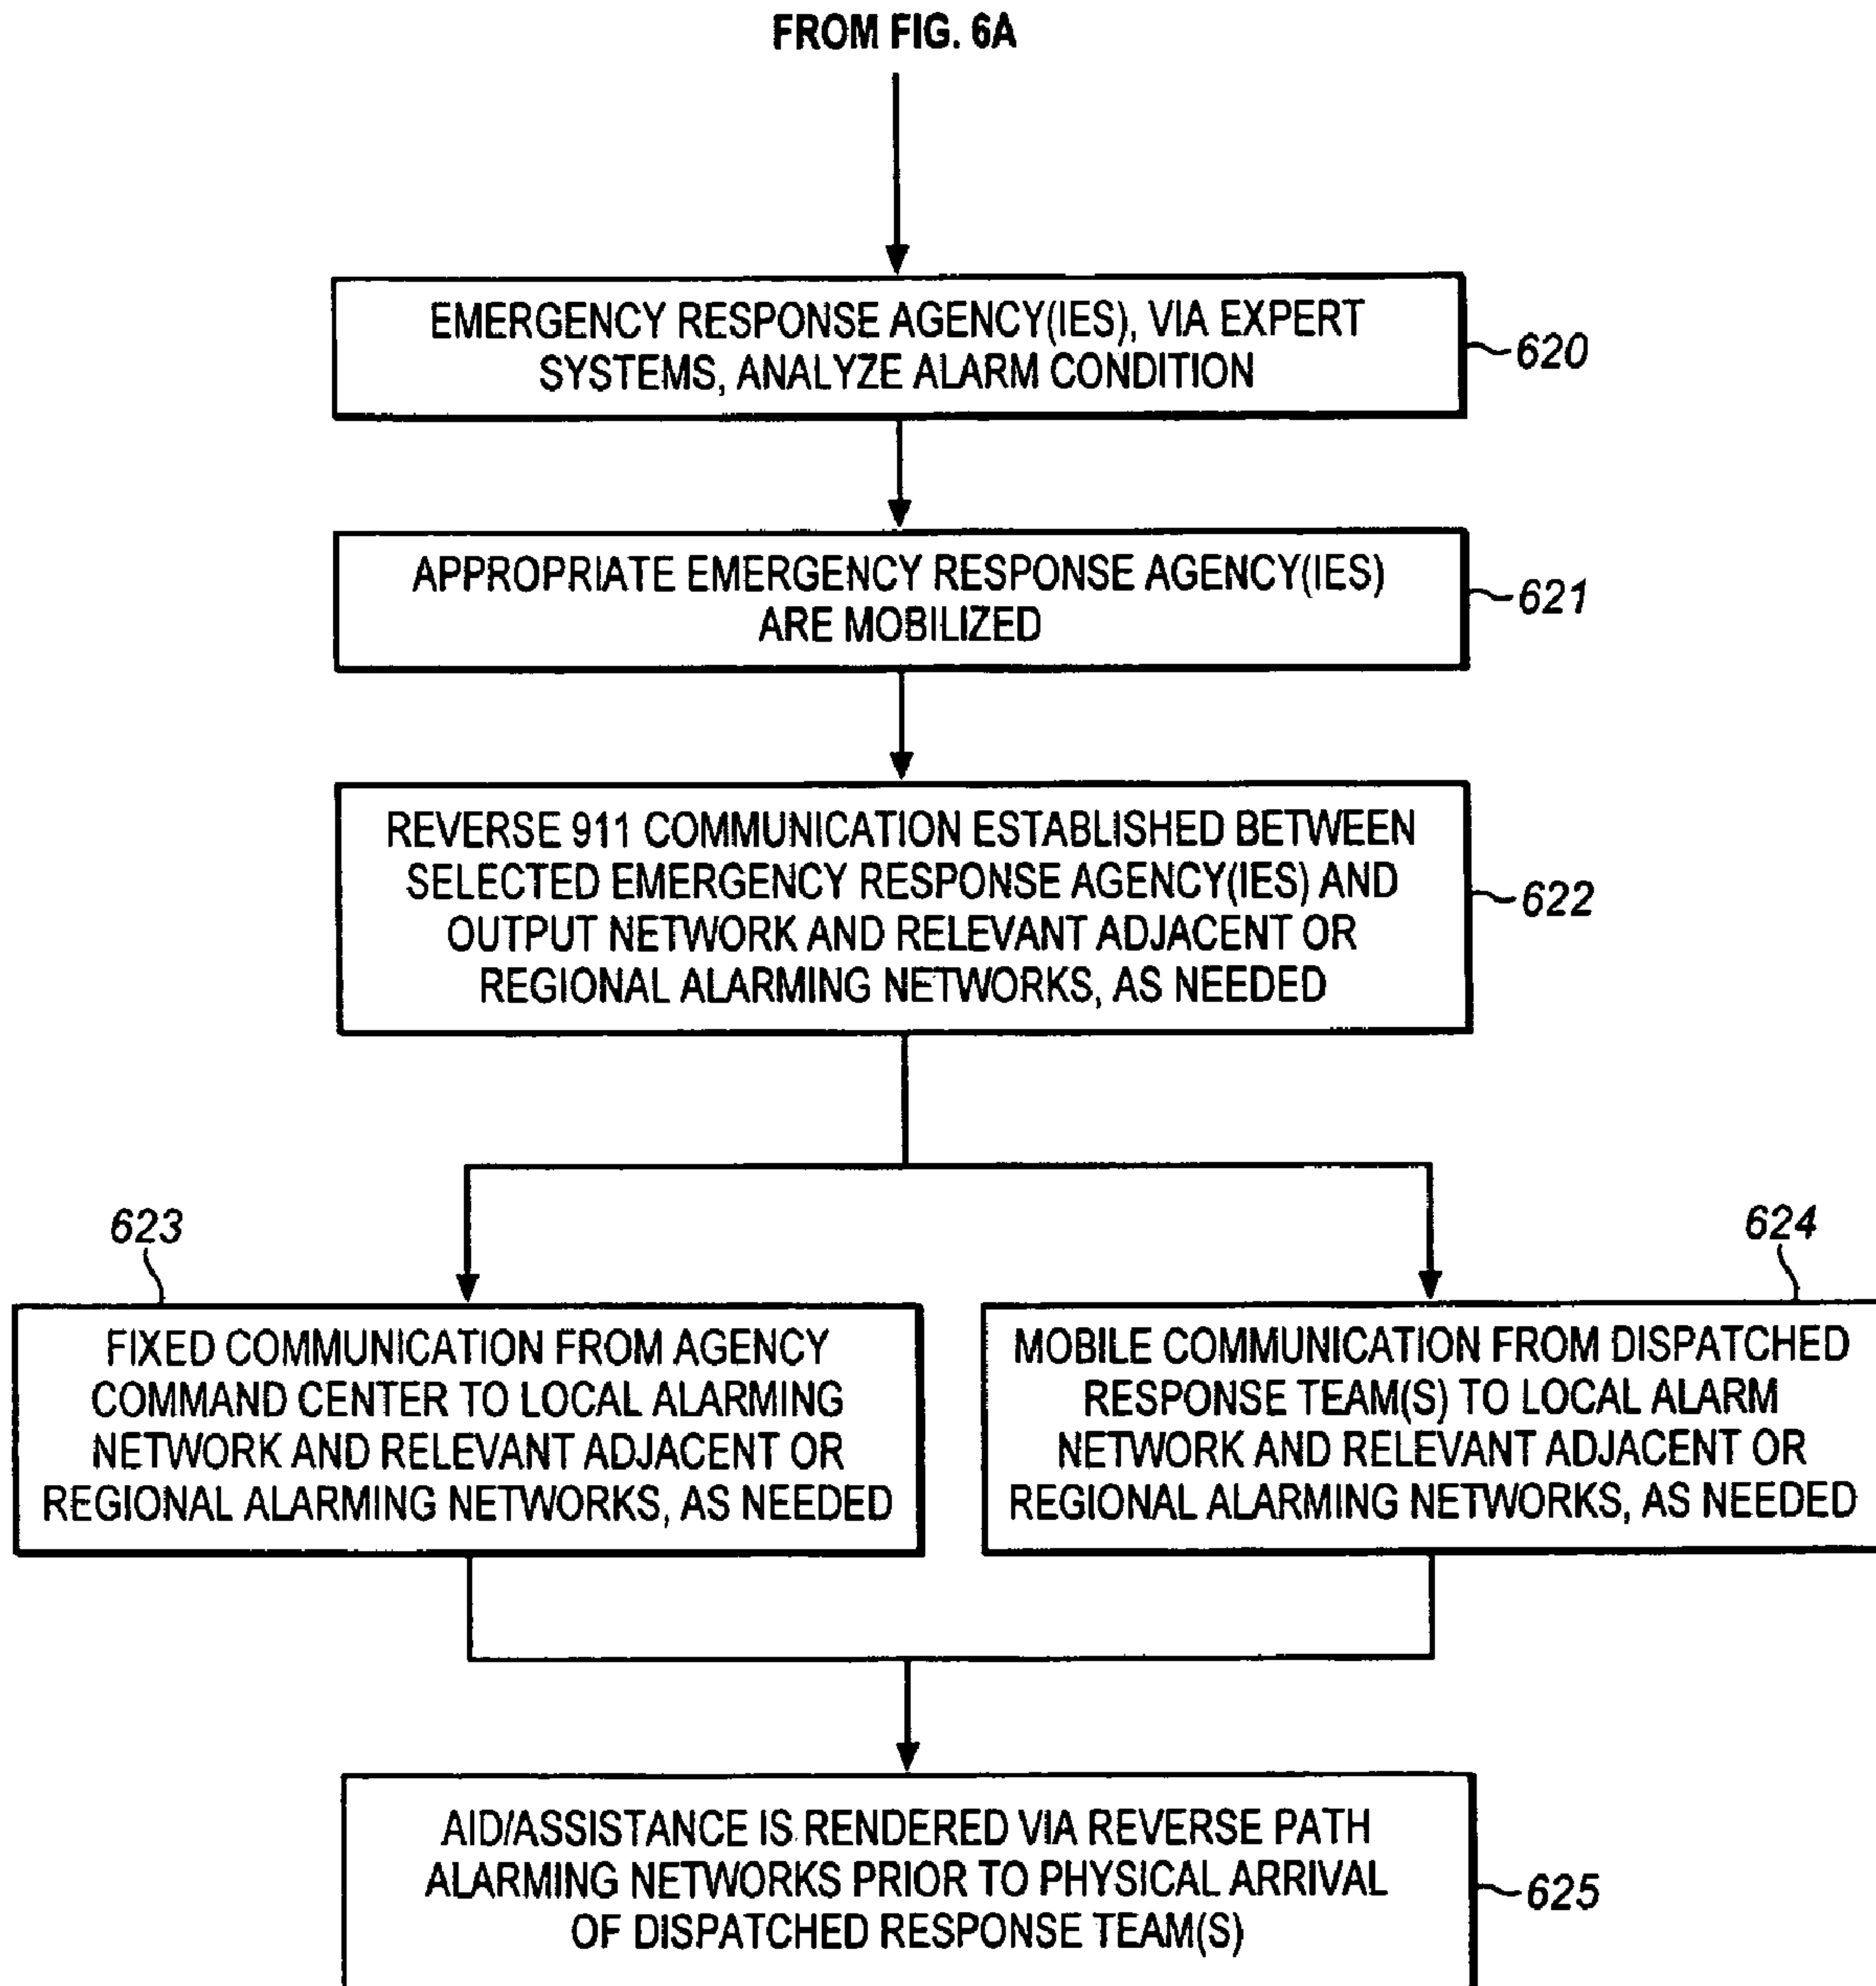 FROM FIG. 6A
EMERGENCY RESPONSE AGENCY(IES), VIA EXPERT
SYSTEMS, ANALYZE ALARM CONDITION
620
APPROPRIATE EMERGENCY RESPONSE AGENCY(IES)
ARE MOBILIZED
621
REVERSE 911 COMMUNICATION ESTABLISHED BETWEEN
SELECTED EMERGENCY RESPONSE AGENCY(IES) AND
OUTPUT NETWORK AND RELEVANT ADJACENT OR
REGIONAL ALARMING NETWORKS, AS NEEDED
622
623
FIXED COMMUNICATION FROM AGENCY
COMMAND CENTER TO LOCAL ALARMING
NETWORK AND RELEVANT ADJACENT OR
REGIONAL ALARMING NETWORKS, AS NEEDED
624
MOBILE COMMUNICATION FROM DISPATCHED
RESPONSE TEAM(S) TO LOCAL ALARM
NETWORK AND RELEVANT ADJACENT OR
REGIONAL ALARMING NETWORKS, AS NEEDED
AID/ASSISTANCE IS RENDERED VIA REVERSE PATH
ALARMING NETWORKS PRIOR TO PHYSICAL ARRIVAL
OF DISPATCHED RESPONSE TEAM(S)
625